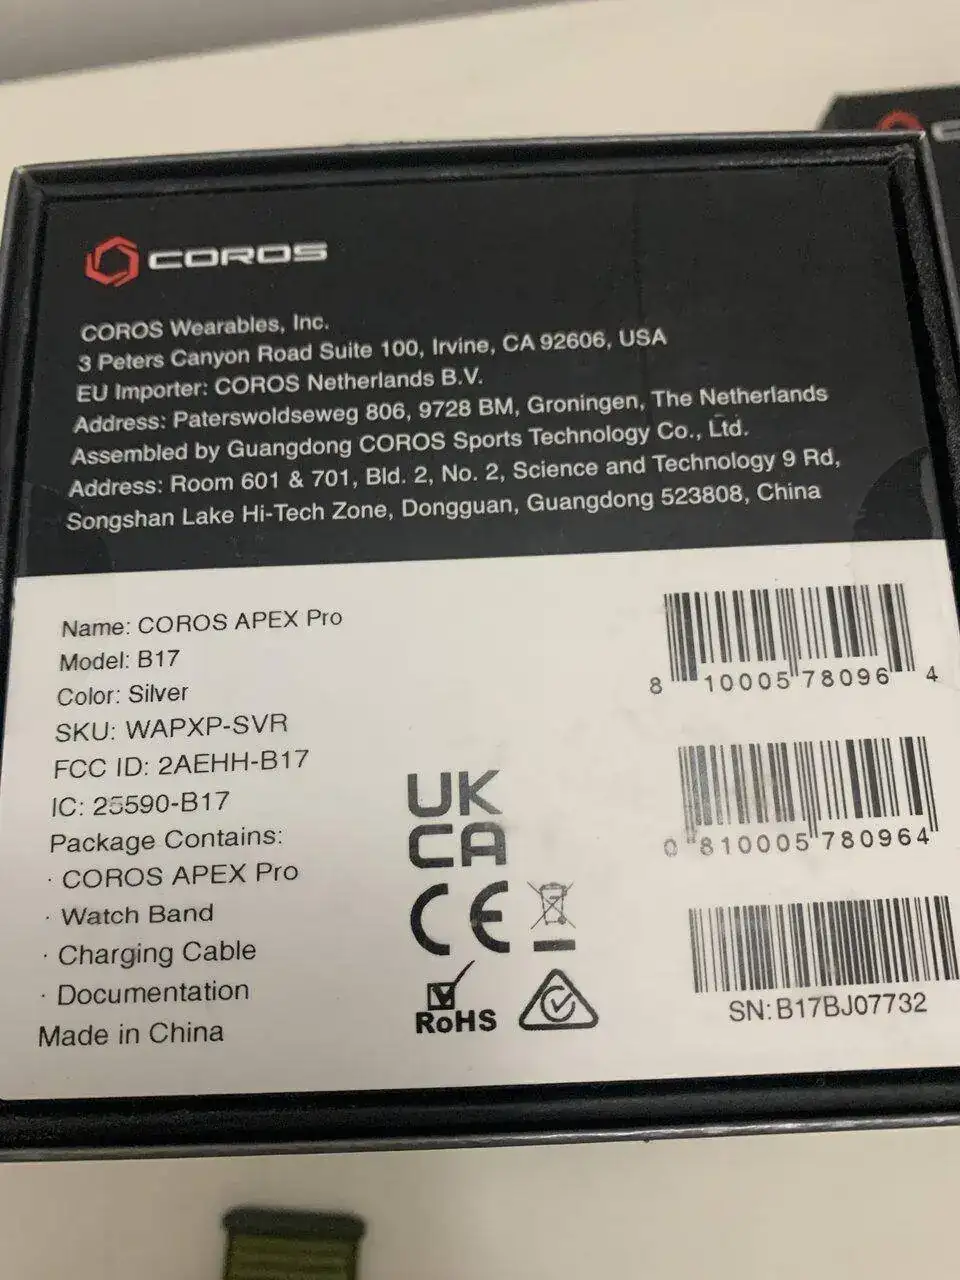 COROS
COROS Wearables, Inc.
3 Peters Canyon Road Suite 100, Irvine, CA 92606, USA
EU Importer: COROS Netherlands B.V.
Address: Paterswoldseweg 806, 9728 BM, Groningen, The Netherlands
Assembled by Guangdong COROS Sports Technology Co., Ltd.
Address: Room 601 & 701, Bld. 2, No. 2, Science and Technology 9 Rd,
Songshan Lake Hi-Tech Zone, Dongguan, Guangdong 523808, China
Name: COROS APEX Pro
Model: B17
Color: Silver
SKU: WAPXP-SVR
FCC ID: 2AEHH-B17
IC: 25590-B17
Package Contains:
· COROS APEX Pro
· Watch Band
· Charging Cable
· Documentation
Made in China
UK
CA
CE
RoHS
8 10005 78096 4
0 810005 780964
SN: B17BJ07732